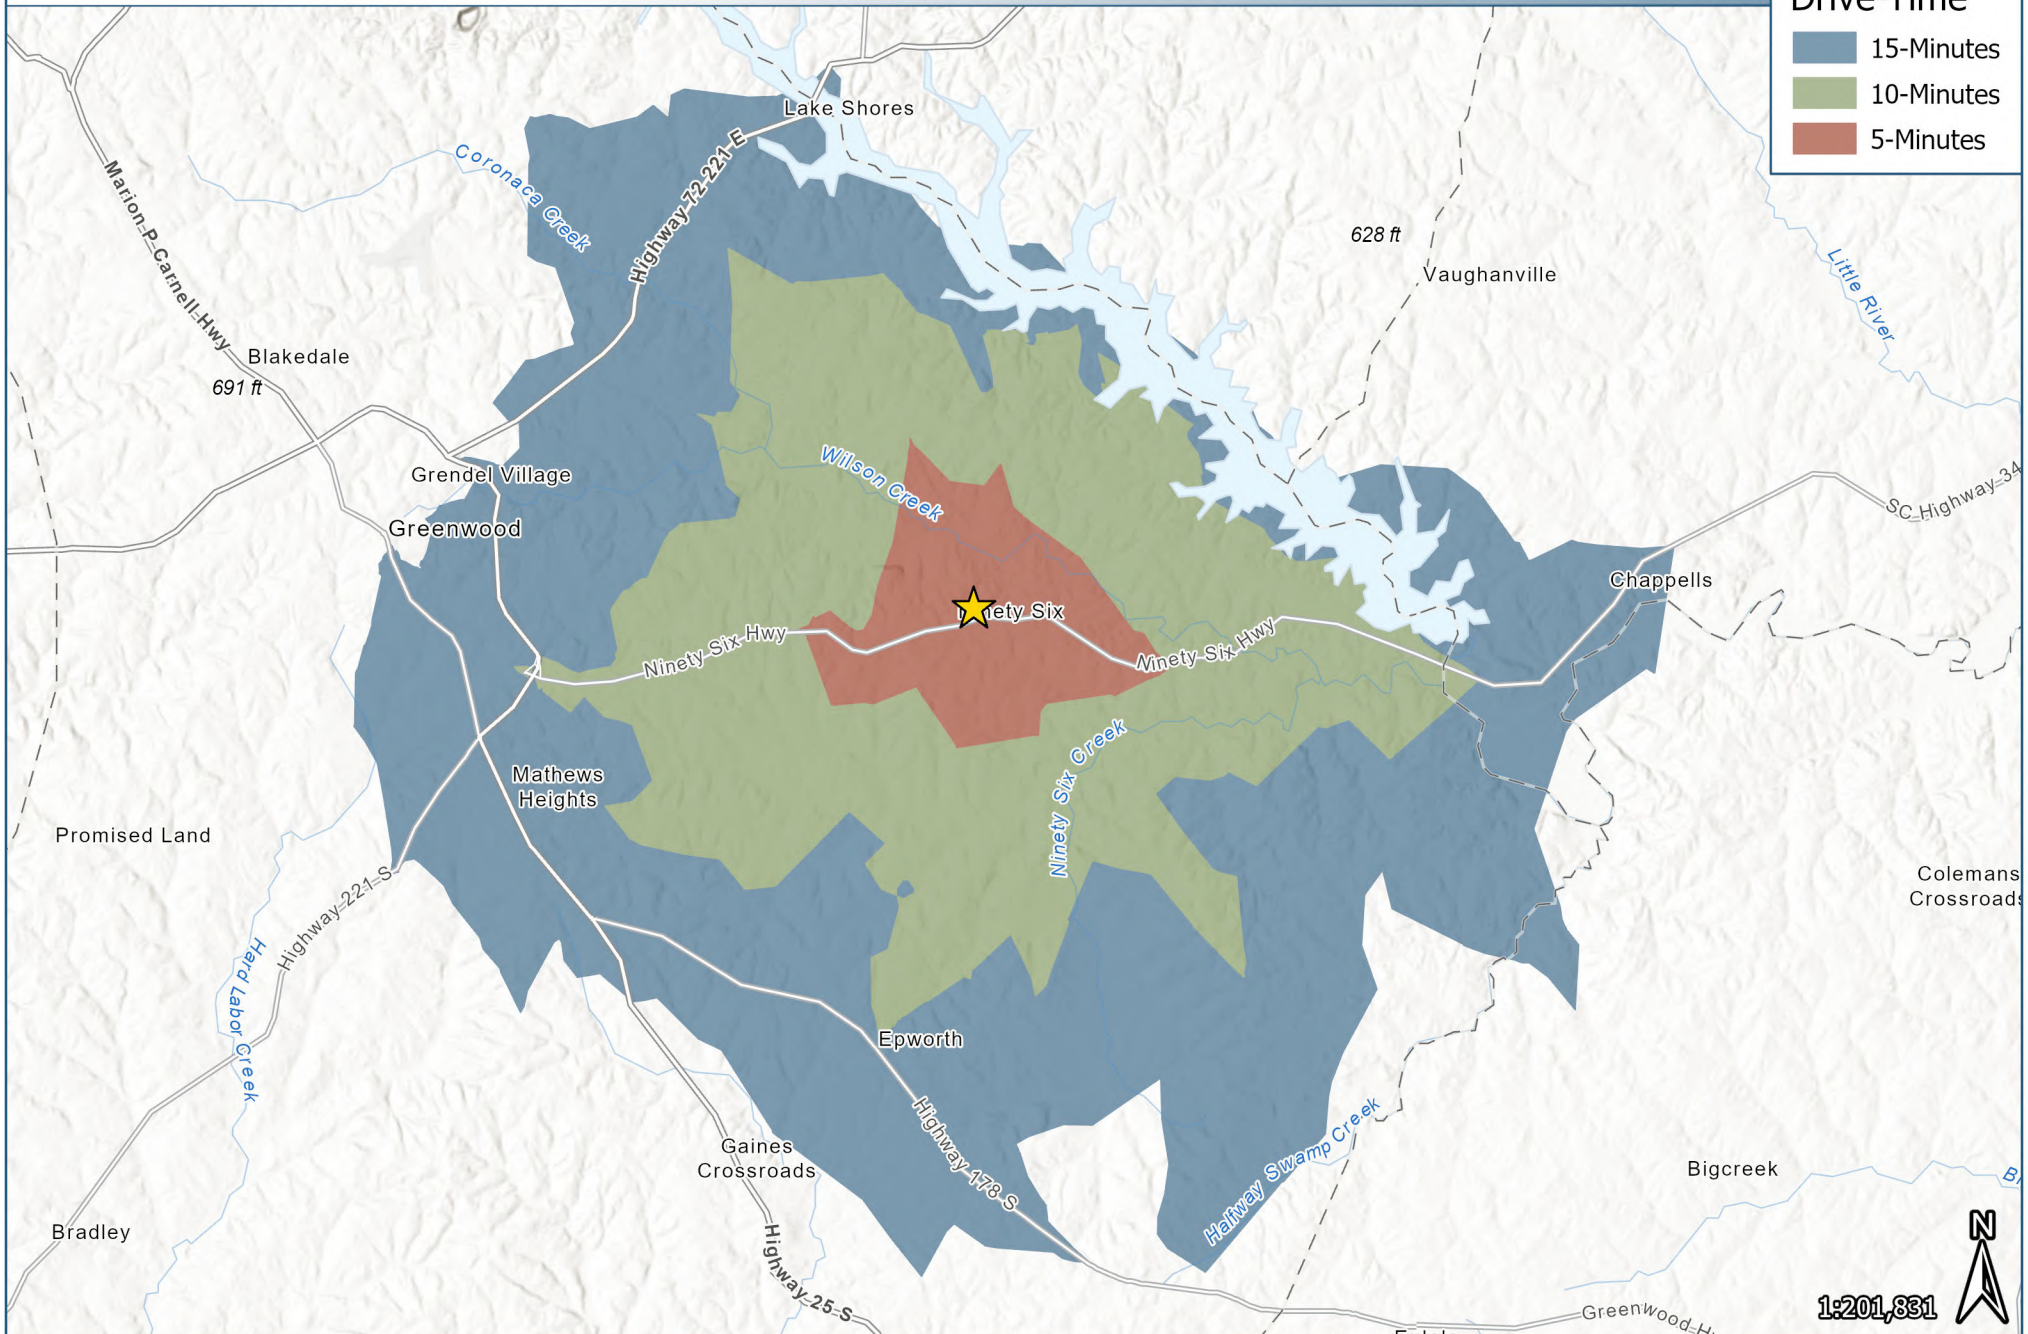 Drive-Time
15-Minutes
10-Minutes
5-Minutes
Lake Shores
Coronaca Creek
Highway 72-221 E
Marion P Carnell Hwy
628 ft
Vaughanville
Little River
Blakedale
691 ft
Grendel Village
Wilson Creek
SC Highway 34
Greenwood
Chappells
Ninety Six
Ninety Six Hwy
Ninety Six Hwy
Ninety Six Creek
Mathews
Heights
Promised Land
Highway 221 S
Colemans
Crossroads
Hard Labor Creek
Epworth
Highway 178 S
Halfway Swamp Creek
Gaines
Crossroads
Bigcreek
Bradley
Highway 25 S
N
1:201,831